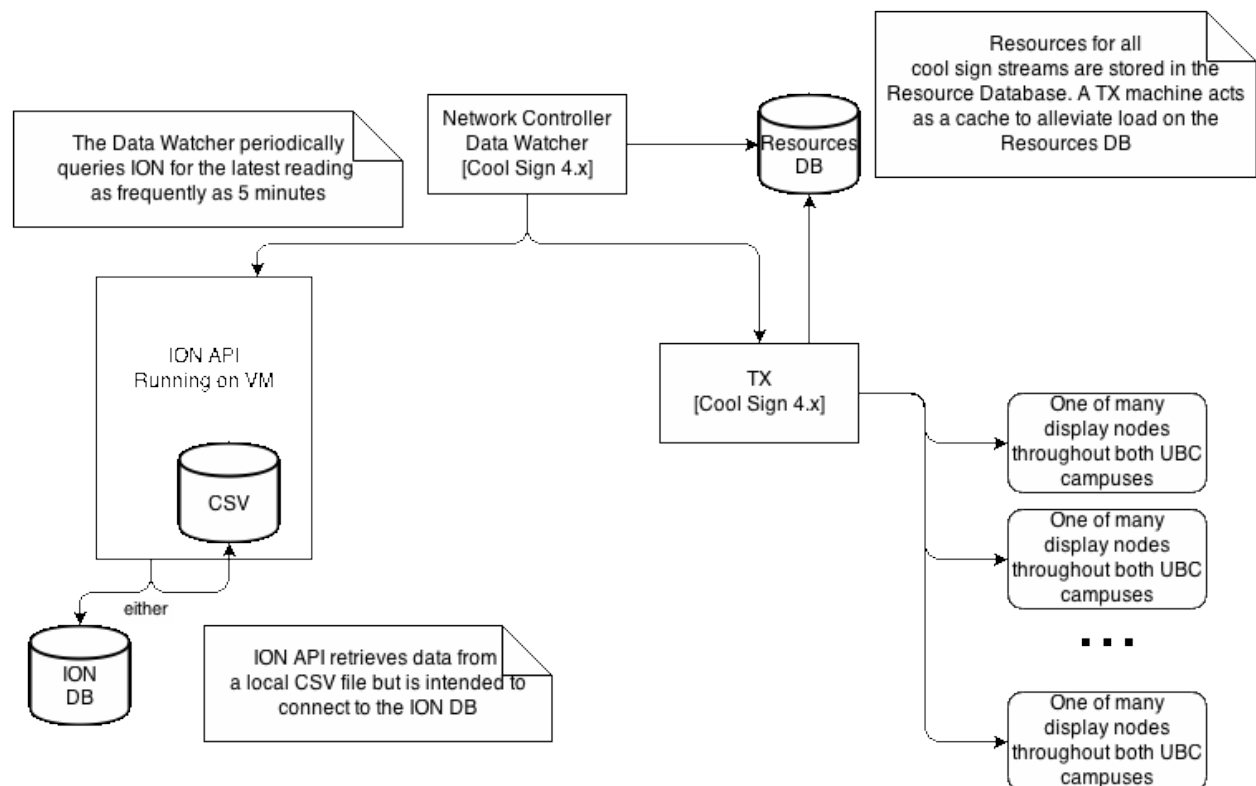 Resources for all
cool sign streams are stored in the
Resource Database. A TX machine acts
as a cache to alleviate load on the
Resources DB
Network Controller
Data Watcher
[Cool Sign 4.x]
Resources
DB
The Data Watcher periodically
queries ION for the latest reading
as frequently as 5 minutes
ION API
Running on VM
CSV
TX
[Cool Sign 4.x]
One of many
display nodes
throughout both UBC
campuses
One of many
display nodes
throughout both UBC
campuses
...
either
ION
DB
ION API retrieves data from
a local CSV file but is intended to
connect to the ION DB
One of many
display nodes
throughout both UBC
campuses